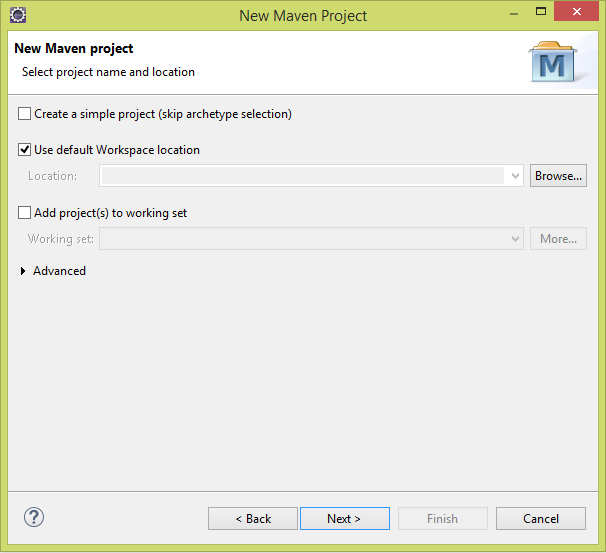 New Maven Project
New Maven project
Select project name and location
M
Create a simple project (skip archetype selection)
Use default Workspace location
Location:
Browse...
Add project(s) to working set
Working set:
More...
Advanced
?
< Back
Next >
Finish
Cancel